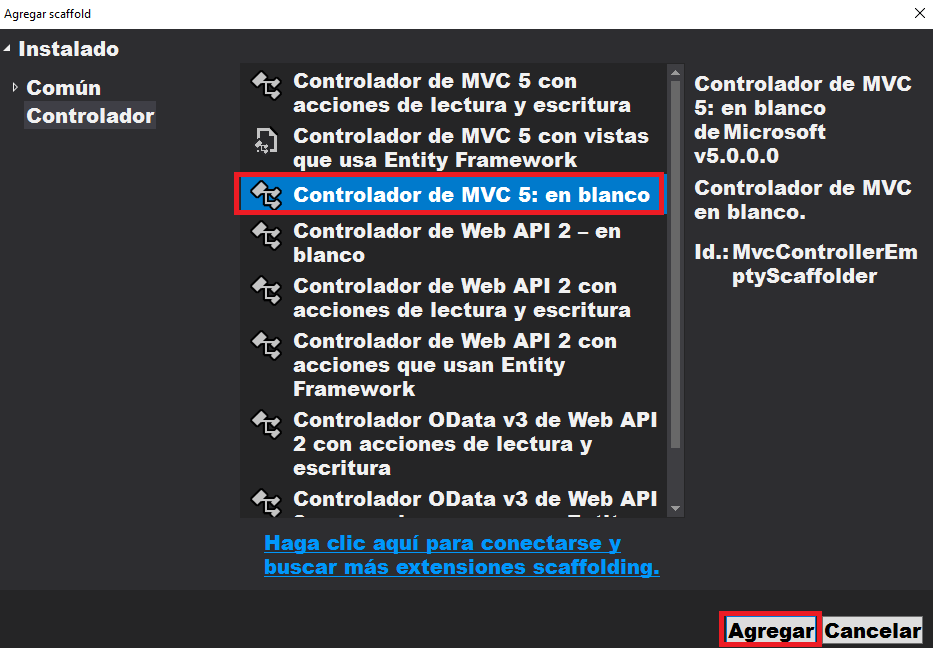 Agregar scaffold
Instalado
Común
Controlador
Controlador de MVC 5 con
acciones de lectura y escritura
Controlador de MVC 5 con vistas
que usa Entity Framework
Controlador de MVC 5: en blanco
Controlador de Web API 2 – en
blanco
Controlador de Web API 2 con
acciones de lectura y escritura
Controlador de Web API 2 con
acciones que usan Entity
Framework
Controlador OData v3 de Web API
2 con acciones de lectura y
escritura
Controlador OData v3 de Web API
Controlador de MVC
5: en blanco
de Microsoft
v5.0.0.0
Controlador de MVC
en blanco.
Id.: MvcControllerEm
ptyScaffolder
Haga clic aquí para conectarse y
buscar más extensiones scaffolding.
Agregar Cancelar